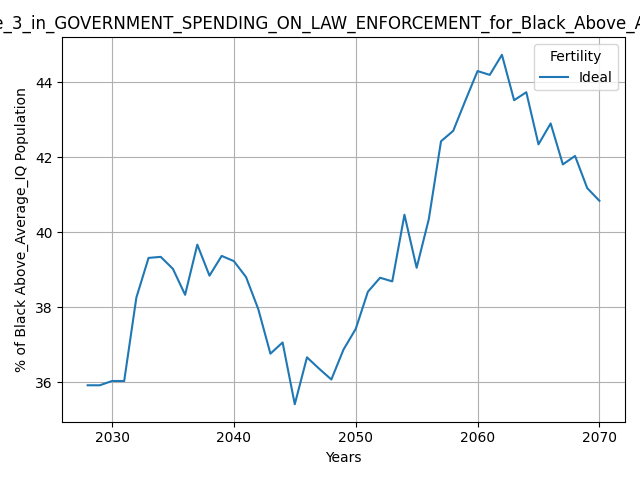 e_3_in_GOVERNMENT_SPENDING_ON_LAW_ENFORCEMENT_for_Black_Above_A
Fertility
Ideal
% of Black Above_Average_IQ Population
44
42
40
38
36
2030 2040 2050 2060 2070
Years